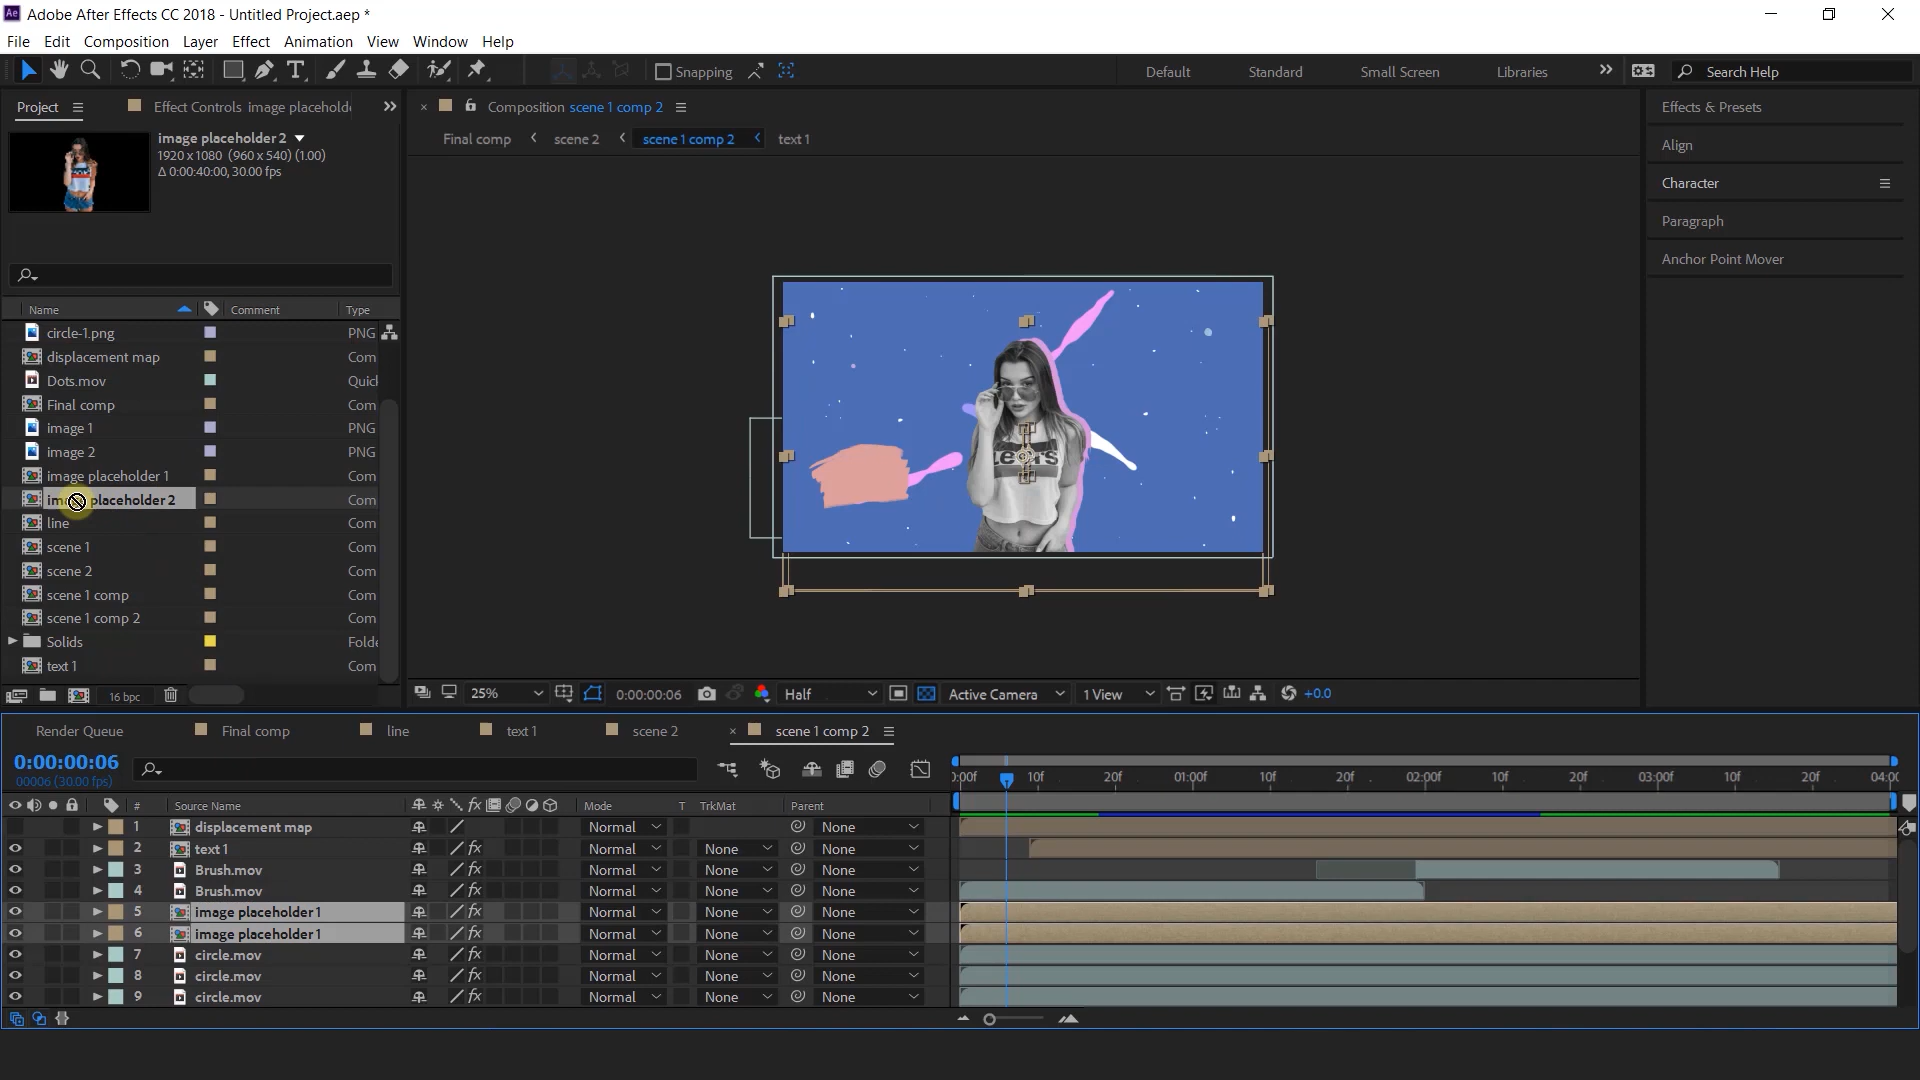 Adobe After Effects CC 2018 - Untitled Project.aep *
File Edit Composition Layer Effect Animation View Window Help
Snapping Default Standard Small Screen Libraries Search Help
Project Effect Controls image placehold
Composition scene 1 comp 2
Effects & Presets
image placeholder 2
1920 x 1080 (960 x 540) (1.00)
Δ 0:00:40:00, 30.00 fps
Final comp scene 2 scene 1 comp 2 text 1
Align
Character
Paragraph
Anchor Point Mover
Name Comment Type
circle-1.png PNG
displacement map Com
Dots.mov Quicl
Final comp Com
image 1 PNG
image 2 PNG
image placeholder 1 Com
placeholder 2 Com
line Com
scene 1 Com
scene 2 Com
scene 1 comp Com
scene 1 comp 2 Com
Solids Folde
text 1 Com
16 bpc
25% 0:00:00:06 Half Active Camera 1 View +0.0
Render Queue Final comp line text 1 scene 2 scene 1 comp 2
0:00:00:06
00006 (30.00 fps)
0:00f 10f 20f 01:00f 10f 20f 02:00f 10f 20f 03:00f 10f 20f 04:00
# Source Name Mode T TrkMat Parent
1 displacement map Normal None
2 text 1 Normal None None
3 Brush.mov Normal None None
4 Brush.mov Normal None None
5 image placeholder 1 Normal None None
6 image placeholder 1 Normal None None
7 circle.mov Normal None None
8 circle.mov Normal None None
9 circle.mov Normal None None